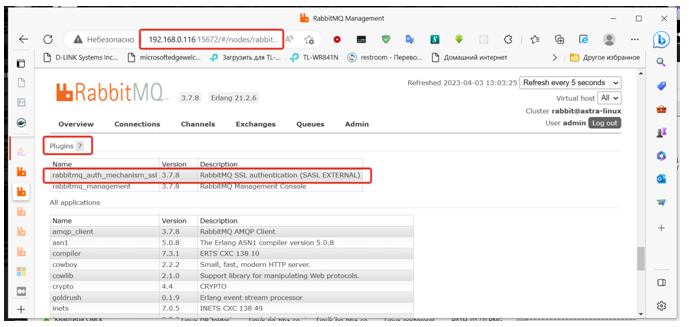 RabbitMQ Management
Небезопасно 192.168.0.116:15672/#/nodes/rabbit...
D-LINK Systems Inc... microsoftedgewelc... Загрузить для TL-... TL-WR841N restroom - Перево... Домашний интернет Другое избранное
Refreshed 2023-04-03 13:03:25 Refresh every 5 seconds
RabbitMQ TM 3.7.8 Erlang 21.2.6
Virtual host All
Cluster rabbit@astra-linux
User admin Log out
Overview Connections Channels Exchanges Queues Admin
Plugins ?
Name Version Description
rabbitmq_auth_mechanism_ssl 3.7.8 RabbitMQ SSL authentication (SASL EXTERNAL)
rabbitmq_management 3.7.8 RabbitMQ Management Console
All applications
Name Version Description
amqp_client 3.7.8 RabbitMQ AMQP Client
asn1 5.0.8 The Erlang ASN1 compiler version 5.0.8
compiler 7.3.1 ERTS CXC 138 10
cowboy 2.2.2 Small, fast, modern HTTP server.
cowlib 2.1.0 Support library for manipulating Web protocols.
crypto 4.4 CRYPTO
goldrush 0.1.9 Erlang event stream processor
inets 7.0.5 INETS CXC 138 49